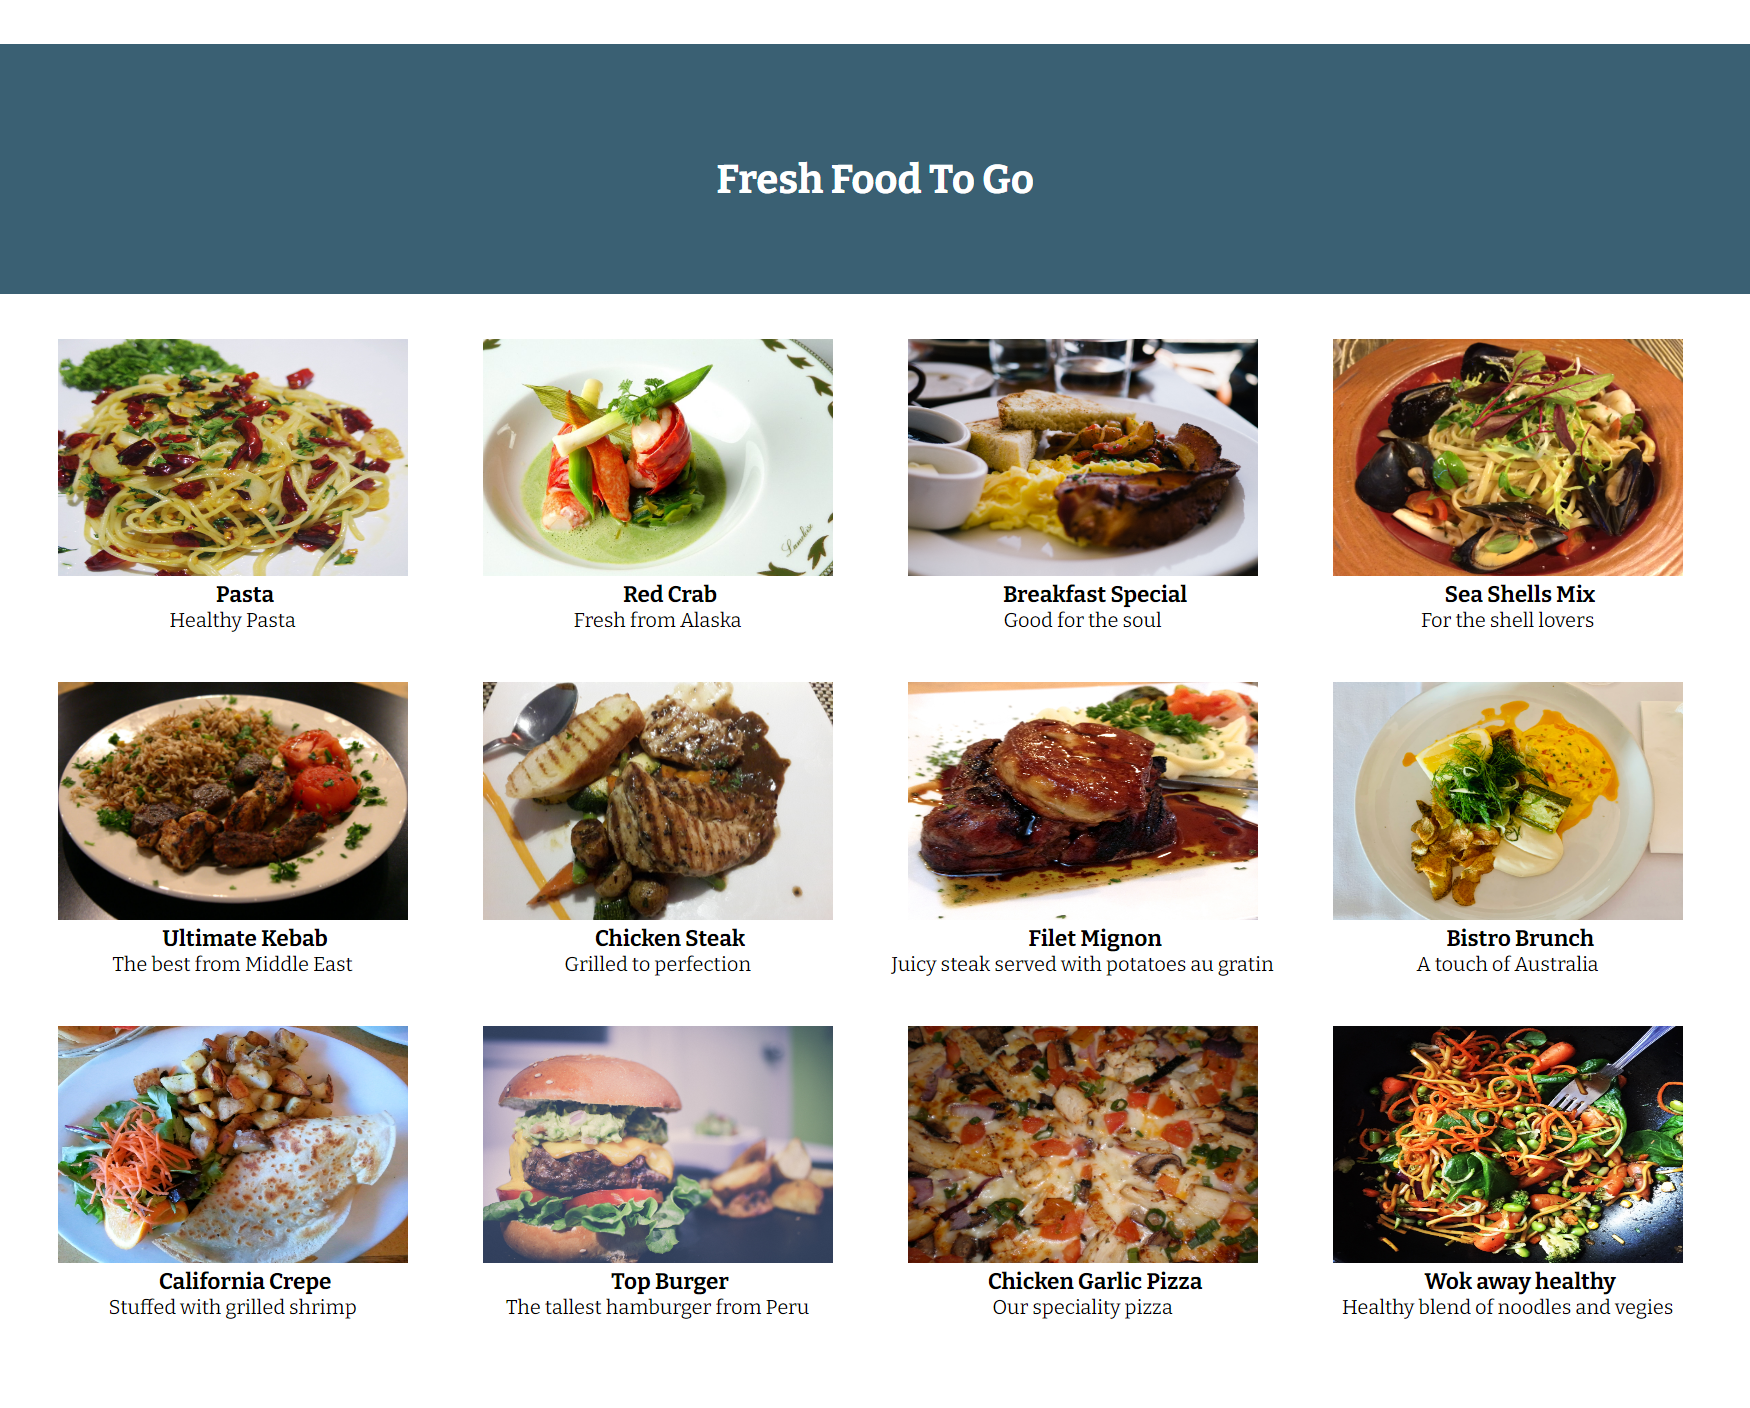 Fresh Food To Go
Pasta
Healthy Pasta
Red Crab
Fresh from Alaska
Breakfast Special
Good for the soul
Sea Shells Mix
For the shell lovers
Ultimate Kebab
The best from Middle East
Chicken Steak
Grilled to perfection
Filet Mignon
Juicy steak served with potatoes au gratin
Bistro Brunch
A touch of Australia
California Crepe
Stuffed with grilled shrimp
Top Burger
The tallest hamburger from Peru
Chicken Garlic Pizza
Our speciality pizza
Wok away healthy
Healthy blend of noodles and vegies